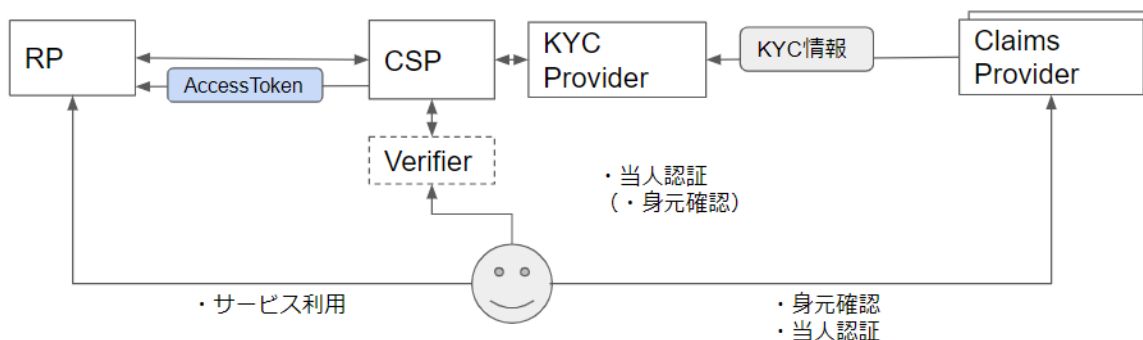 RP
AccessToken
CSP
KYC
Provider
KYC情報
Claims
Provider
Verifier
・当人認証
(・身元確認)
・サービス利用
・身元確認
・当人認証